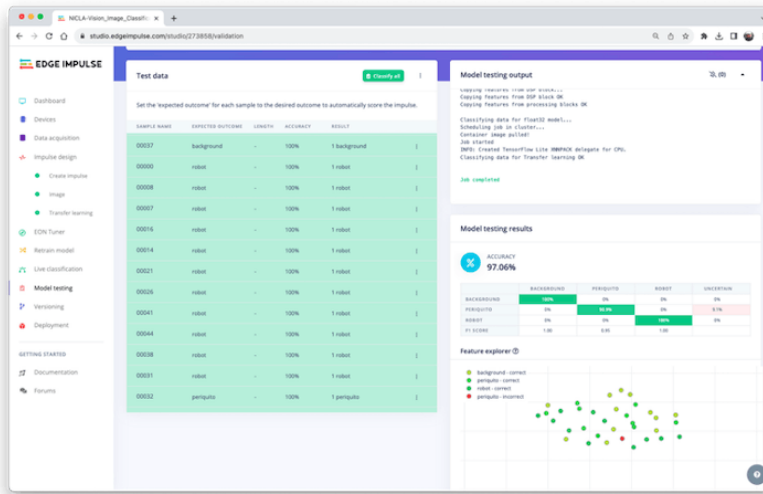 NICLA-Vision_Image_Classifi
studio.edgeimpulse.com/studio/273858/validation
EDGE IMPULSE
Dashboard
Devices
Data acquisition
Impulse design
Create impulse
Image
Transfer learning
EON Tuner
Retrain model
Live classification
Model testing
Versioning
Deployment
GETTING STARTED
Documentation
Forums
Test data
Classify all
Set the 'expected outcome' for each sample to the desired outcome to automatically score the impulse.
SAMPLE NAME EXPECTED OUTCOME LENGTH ACCURACY RESULT
00037 background - 100% 1 background
00000 robot - 100% 1 robot
00008 robot - 100% 1 robot
00007 robot - 100% 1 robot
00016 robot - 100% 1 robot
00014 robot - 100% 1 robot
00021 robot - 100% 1 robot
00026 robot - 100% 1 robot
00041 robot - 100% 1 robot
00044 robot - 100% 1 robot
00038 robot - 100% 1 robot
00031 robot - 100% 1 robot
00032 periquito - 100% 1 periquito
Model testing output
(0)
Copying features from DSP block...
Copying features from DSP block OK
Copying features from processing blocks OK
Classifying data for float32 model...
Scheduling job in cluster...
Container image pulled!
Job started
INFO: Created TensorFlow Lite XNNPACK delegate for CPU.
Classifying data for Transfer learning OK
Job completed
Model testing results
%
ACCURACY
97.06%
BACKGROUND PERIQUITO ROBOT UNCERTAIN
BACKGROUND 100% 0% 0% 0%
PERIQUITO 0% 90.9% 0% 9.1%
ROBOT 0% 0% 100% 0%
F1 SCORE 1.00 0.95 1.00
Feature explorer
background - correct
periquito - correct
robot - correct
periquito - incorrect